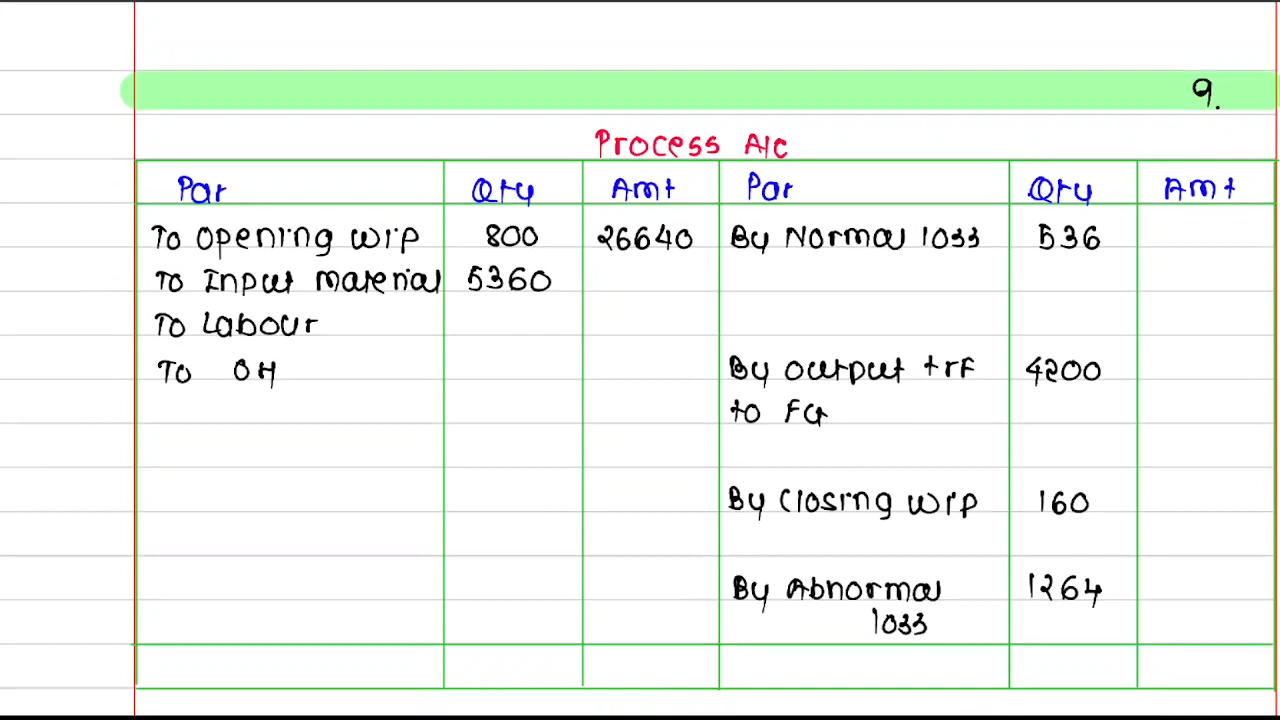 9.
Process A/c
Par Qty Amt Par Qty Amt
To Opening WIP 800 26640 By Normal loss 536
To Input Material 5360
To Labour
To OH By Output trf 4200
to FG
By Closing WIP 160
By Abnormal 1264
loss